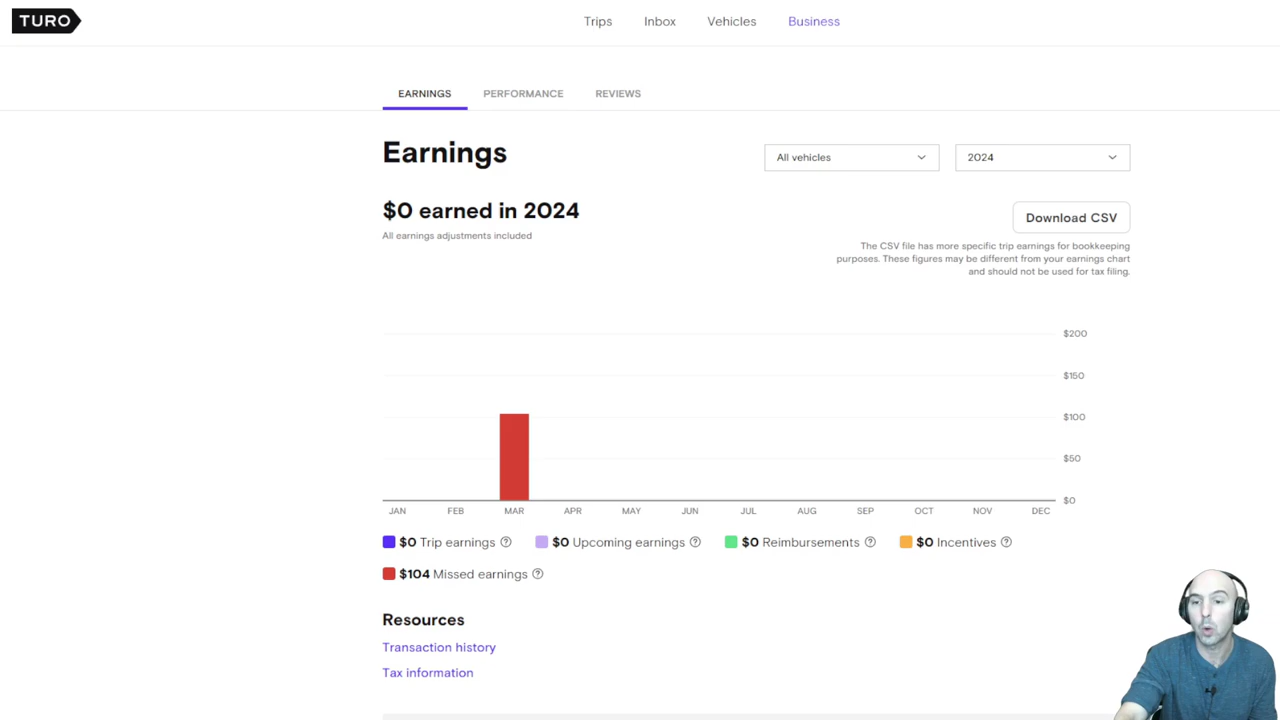 TURO
Trips Inbox Vehicles Business
EARNINGS PERFORMANCE REVIEWS
Earnings
All vehicles
2024
$0 earned in 2024
All earnings adjustments included
Download CSV
The CSV file has more specific trip earnings for bookkeeping
purposes. These figures may be different from your earnings chart
and should not be used for tax filing.
$200
$150
$100
$50
$0
JAN FEB MAR APR MAY JUN JUL AUG SEP OCT NOV DEC
$0 Trip earnings ? $0 Upcoming earnings ? $0 Reimbursements ? $0 Incentives ?
$104 Missed earnings ?
Resources
Transaction history
Tax information